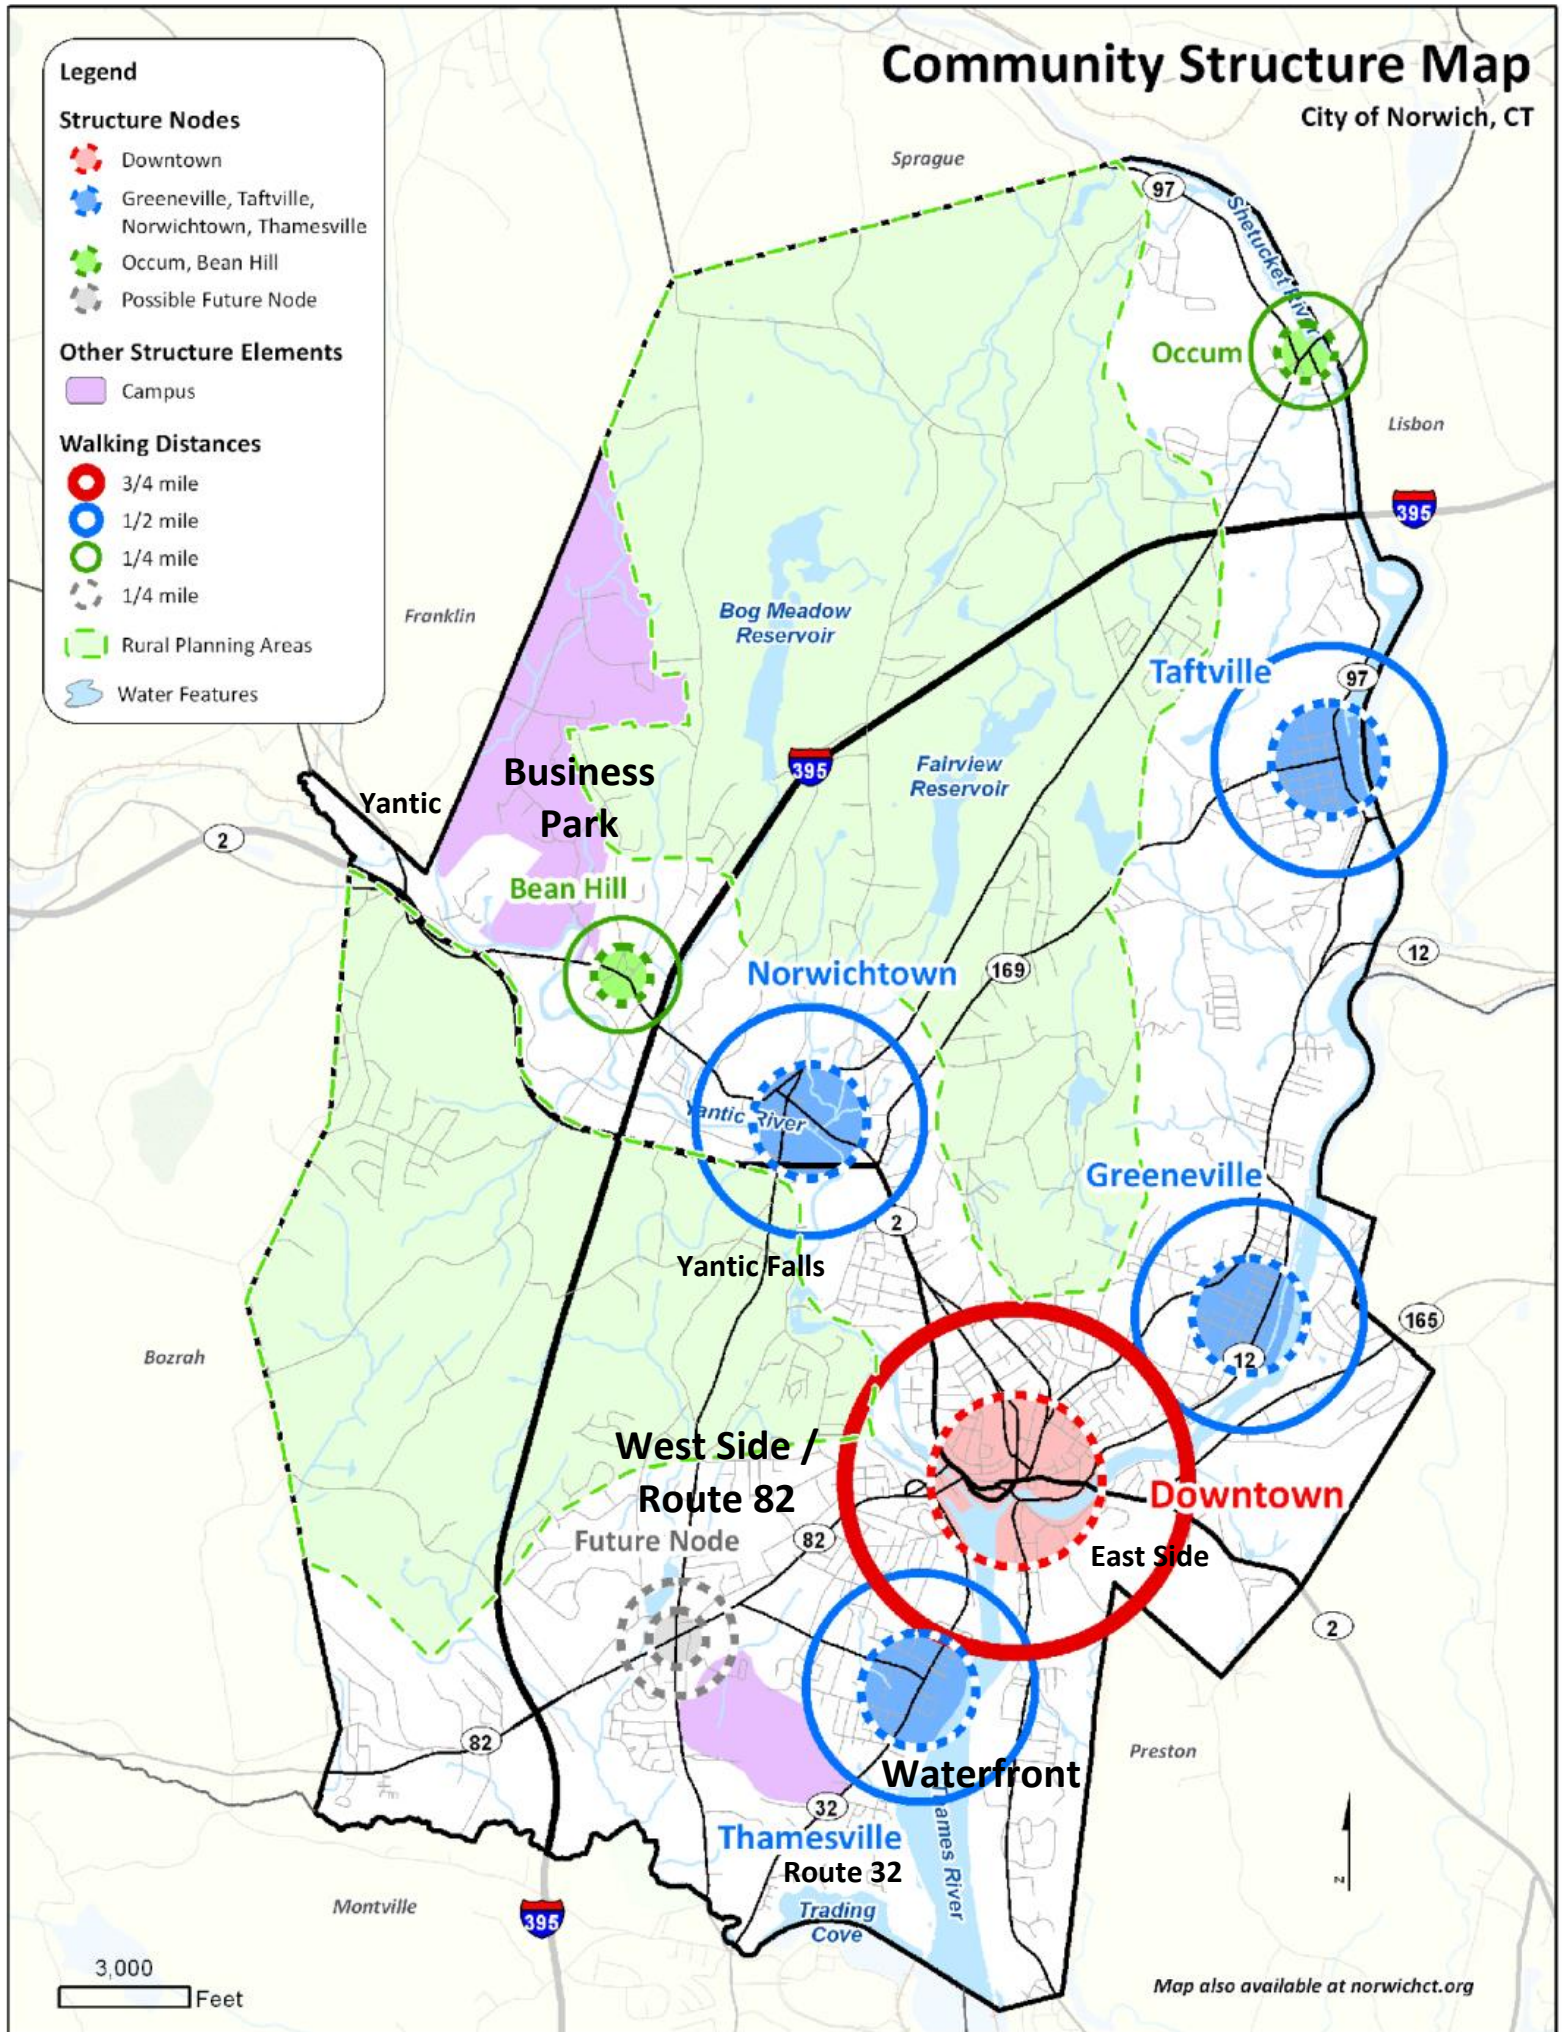 Community Structure Map
City of Norwich, CT
Legend
Structure Nodes
Downtown
Greeneville, Taftville,
Norwichtown, Thamesville
Occum, Bean Hill
Possible Future Node
Other Structure Elements
Campus
Walking Distances
3/4 mile
1/2 mile
1/4 mile
1/4 mile
Rural Planning Areas
Water Features
Sprague
97
Shetucket River
Occum
Lisbon
395
Franklin
Bog Meadow
Reservoir
Taftville
97
395
Fairview
Reservoir
Business
Park
Yantic
2
Bean Hill
12
Norwichtown
169
Yantic River
Greeneville
2
Yantic Falls
165
12
Bozrah
West Side /
Route 82
Downtown
82
Future Node
East Side
2
82
Preston
Waterfront
32
Thamesville
Route 32
Thames River
N
Montville
395
Trading
Cove
3,000
Feet
Map also available at norwichct.org